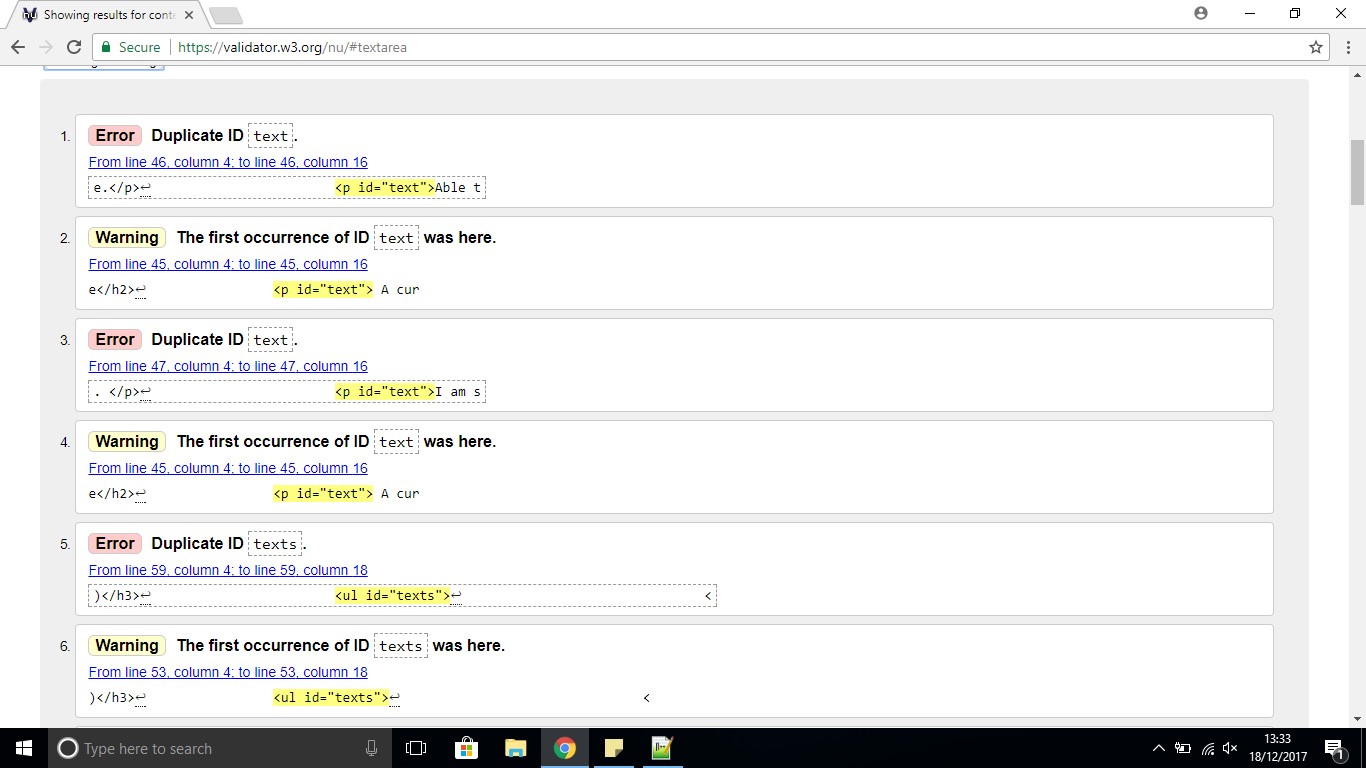 Showing results for conte
Secure https://validator.w3.org/nu/#textarea
1. Error Duplicate ID text.
From line 46, column 4; to line 46, column 16
e.</p>↩ <p id="text">Able t
2. Warning The first occurrence of ID text was here.
From line 45, column 4; to line 45, column 16
e</h2>↩ <p id="text"> A cur
3. Error Duplicate ID text.
From line 47, column 4; to line 47, column 16
. </p>↩ <p id="text">I am s
4. Warning The first occurrence of ID text was here.
From line 45, column 4; to line 45, column 16
e</h2>↩ <p id="text"> A cur
5. Error Duplicate ID texts.
From line 59, column 4; to line 59, column 18
)</h3>↩ <ul id="texts">↩ <
6. Warning The first occurrence of ID texts was here.
From line 53, column 4; to line 53, column 18
)</h3>↩ <ul id="texts">↩ <
Type here to search
13:33
18/12/2017
1